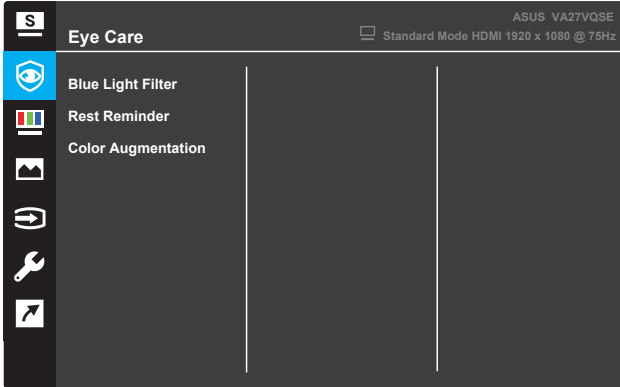 S
ASUS VA27VQSE
Eye Care
Standard Mode HDMI 1920 x 1080 @ 75Hz
Blue Light Filter
Rest Reminder
Color Augmentation